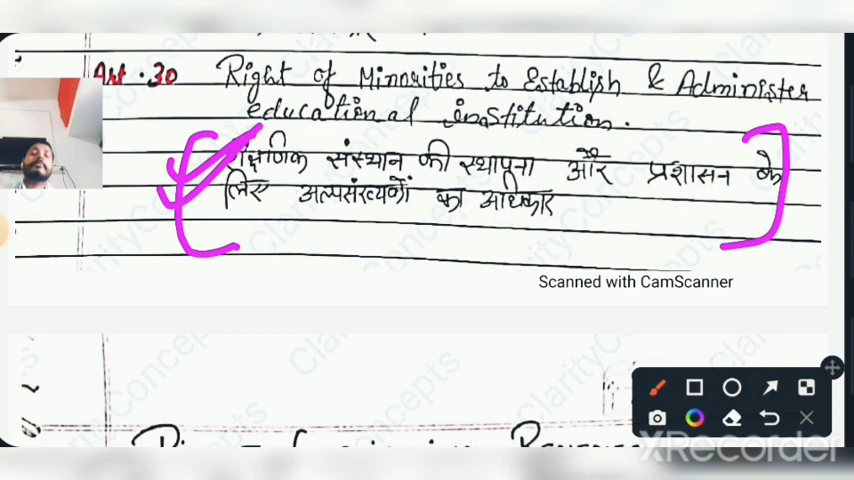 Art. 30 Right of Minorities to Establish & Administer
educational institution.
शैक्षणिक संस्थान की स्थापना और प्रशासन के
लिए अल्पसंख्यकों का अधिकार
Scanned with CamScanner
ClarityConcepts
XRecorder